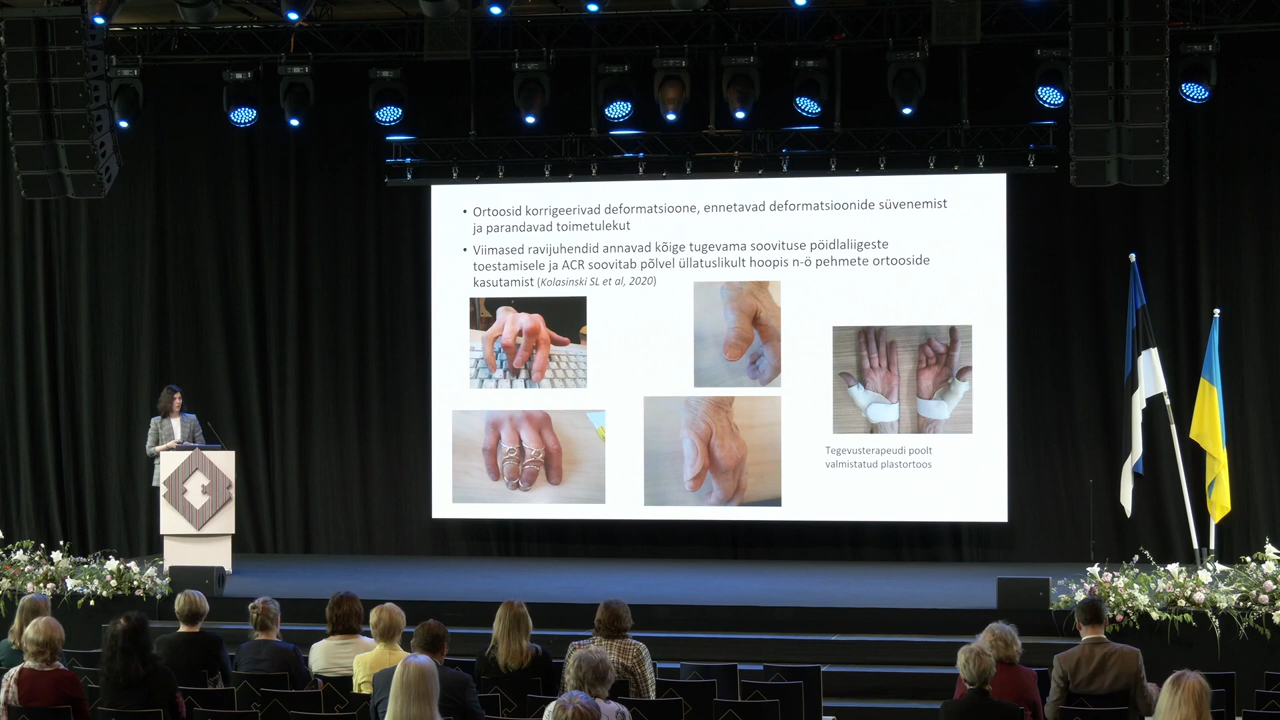 • Ortoosid korrigeerivad deformatsioone, ennetavad deformatsioonide süvenemist
ja parandavad toimetulekut
• Viimased ravijuhendid annavad kõige tugevama soovituse pöidlaliigeste
toestamisele ja ACR soovitab põlvel üllatuslikult hoopis n-ö pehmete ortooside
kasutamist (Kolasinski SL et al, 2020)
Tegevusterapeudi poolt
valmistatud plastortoos